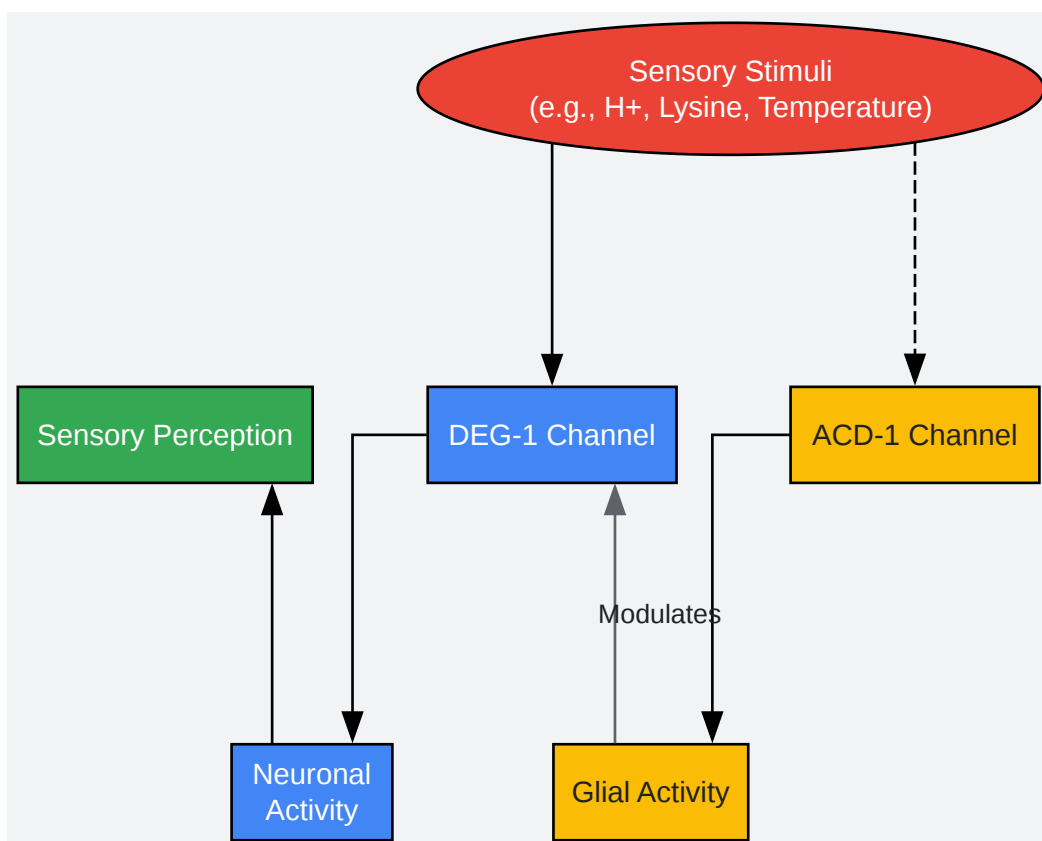 Sensory Stimuli
(e.g., H+, Lysine, Temperature)
Sensory Perception
DEG-1 Channel
ACD-1 Channel
Modulates
Neuronal
Activity
Glial Activity